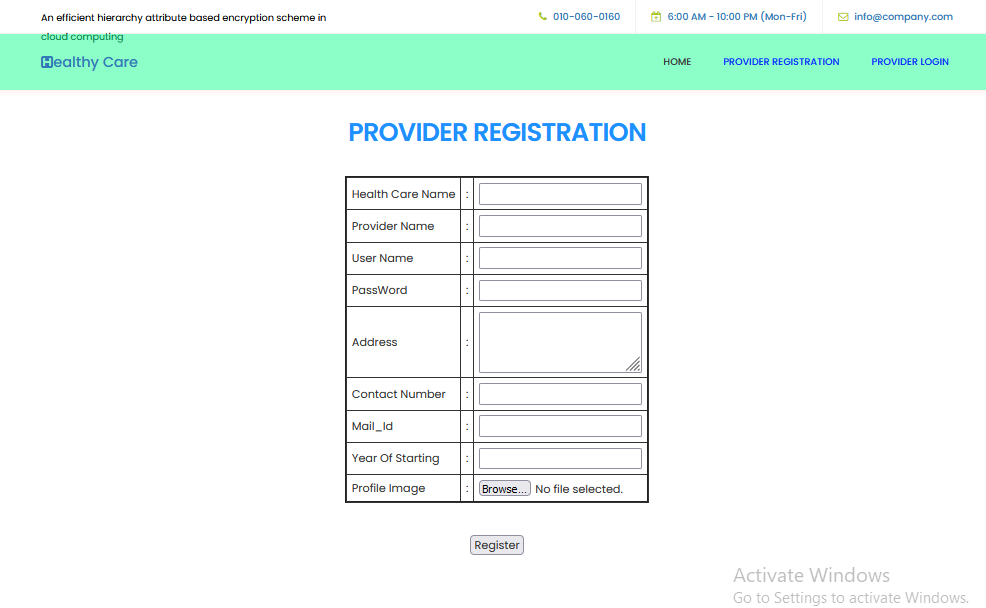 An efficient hierarchy attribute based encryption scheme in
cloud computing
010-060-0160
6:00 AM - 10:00 PM (Mon-Fri)
info@company.com
Healthy Care
HOME
PROVIDER REGISTRATION
PROVIDER LOGIN
PROVIDER REGISTRATION
Health Care Name :
Provider Name :
User Name :
PassWord :
Address :
Contact Number :
Mail_Id :
Year Of Starting :
Profile Image : Browse... No file selected.
Register
Activate Windows
Go to Settings to activate Windows.